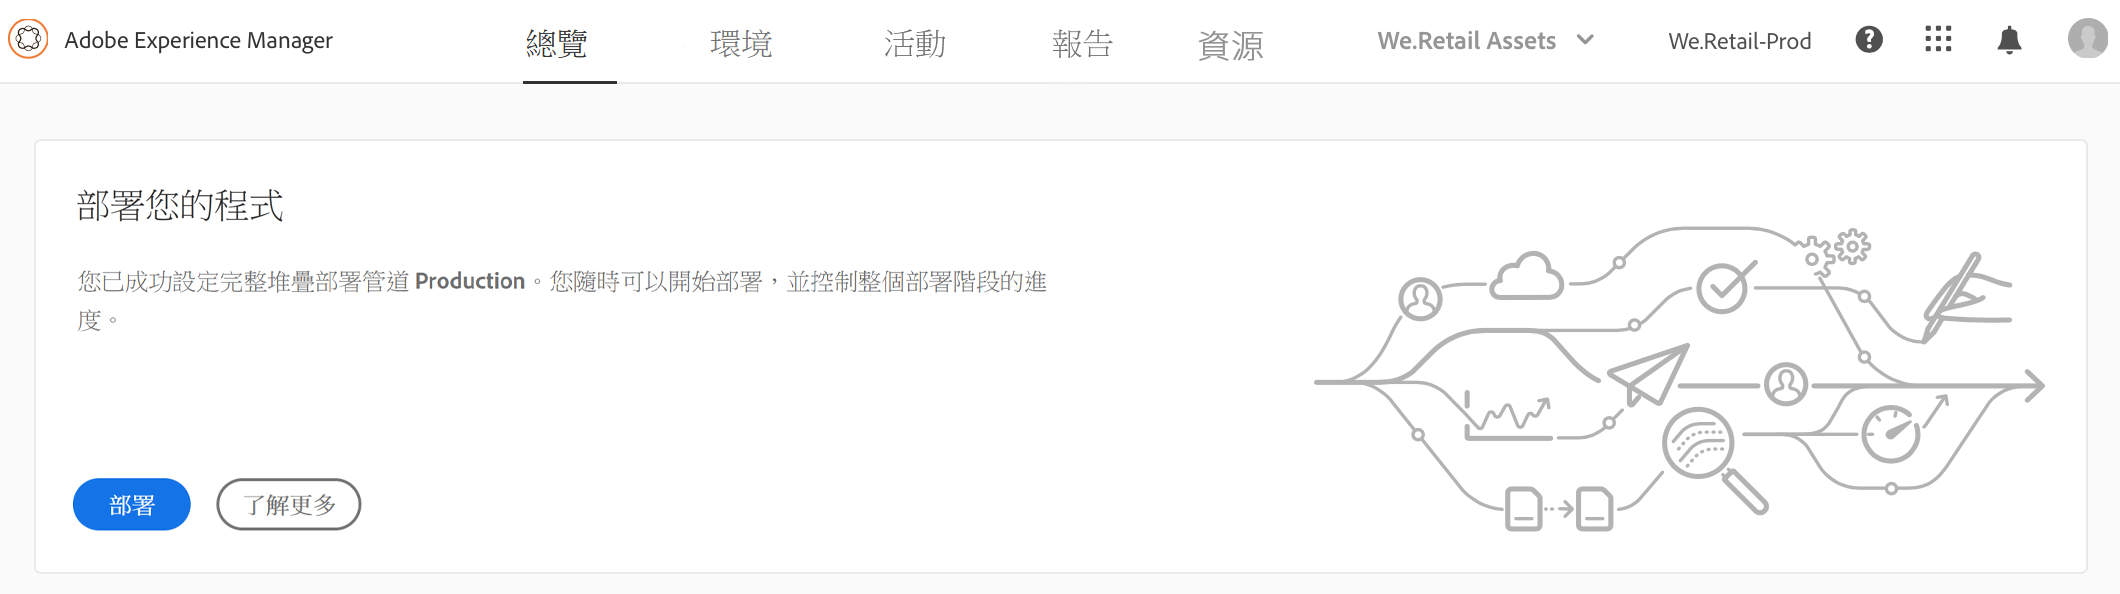 Adobe Experience Manager
總覽
環境
活動
報告
資源
We.Retail Assets
We.Retail-Prod
部署您的程式
您已成功設定完整堆疊部署管道 Production。您隨時可以開始部署，並控制整個部署階段的進
度。
部署
了解更多